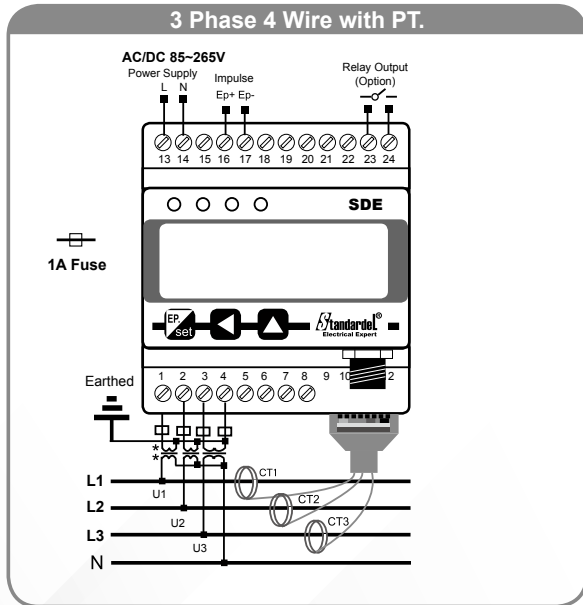 3 Phase 4 Wire with PT.
AC/DC 85~265V
Power Supply
L N
Impulse
Ep+ Ep-
Relay Output
(Option)
13 14 15 16 17 18 19 20 21 22 23 24
SDE
1A Fuse
EP.
set
Standardel®
Electrical Expert
1 2 3 4 5 6 7 8 9 10 2
Earthed
* *
L1
U1
CT1
L2
U2
CT2
L3
U3
CT3
N